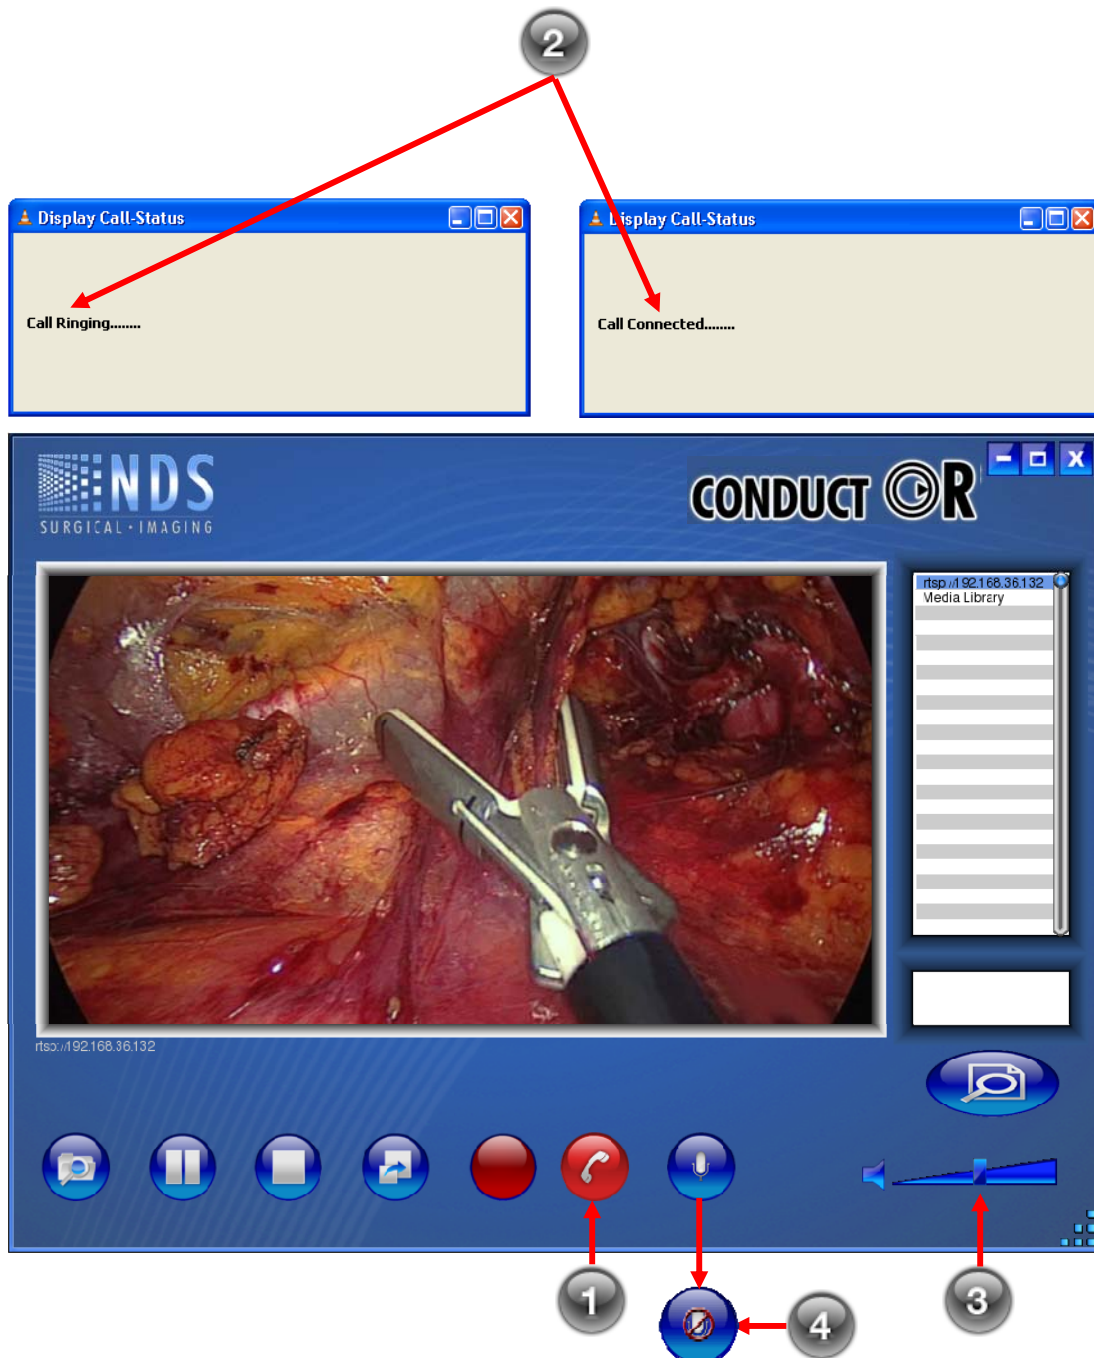 2
Display Call-Status
Call Ringing........
Display Call-Status
Call Connected........
NDS
SURGICAL·IMAGING
CONDUCT OR
rtsp://192.168.36.132
Media Library
rtsp://192.168.36.132
1
3
4